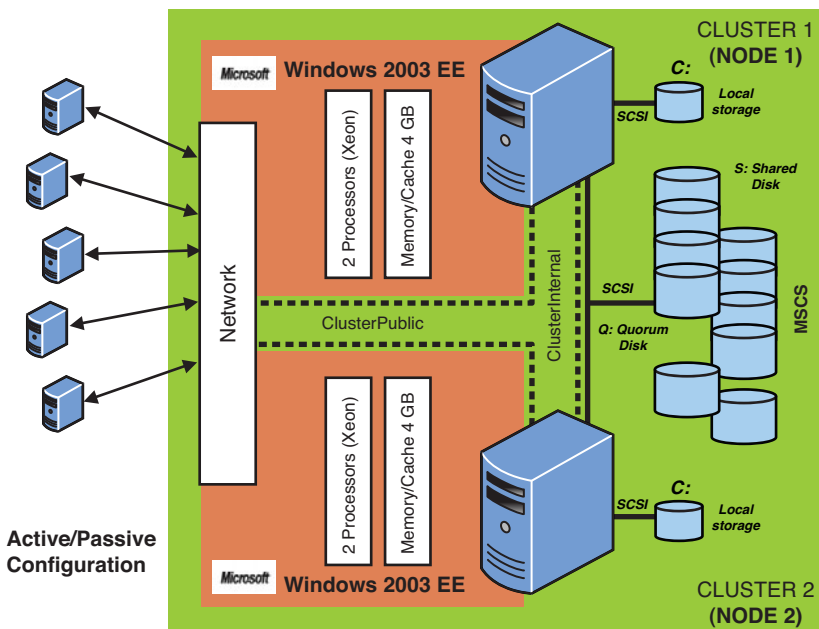 CLUSTER 1
(NODE 1)
Microsoft
Windows 2003 EE
C:
Local
storage
SCSI
2 Processors (Xeon)
Memory/Cache 4 GB
S: Shared
Disk
Network
ClusterPublic
ClusterInternal
SCSI
Q: Quorum
Disk
MSCS
2 Processors (Xeon)
Memory/Cache 4 GB
C:
SCSI
Local
storage
Active/Passive
Configuration
Microsoft
Windows 2003 EE
CLUSTER 2
(NODE 2)